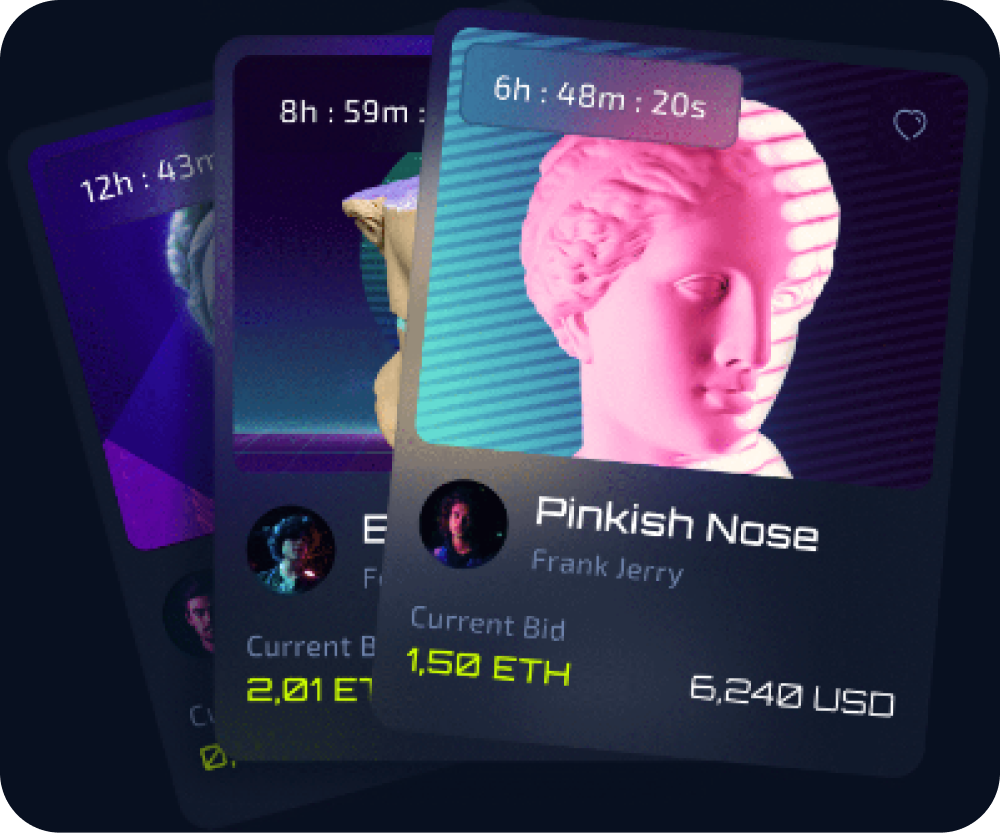 6h : 48m : 20s
Pinkish Nose
Frank Jerry
Current Bid
1,50 ETH
6,240 USD
8h : 59m :
Current B
2,01 ET
12h : 43m